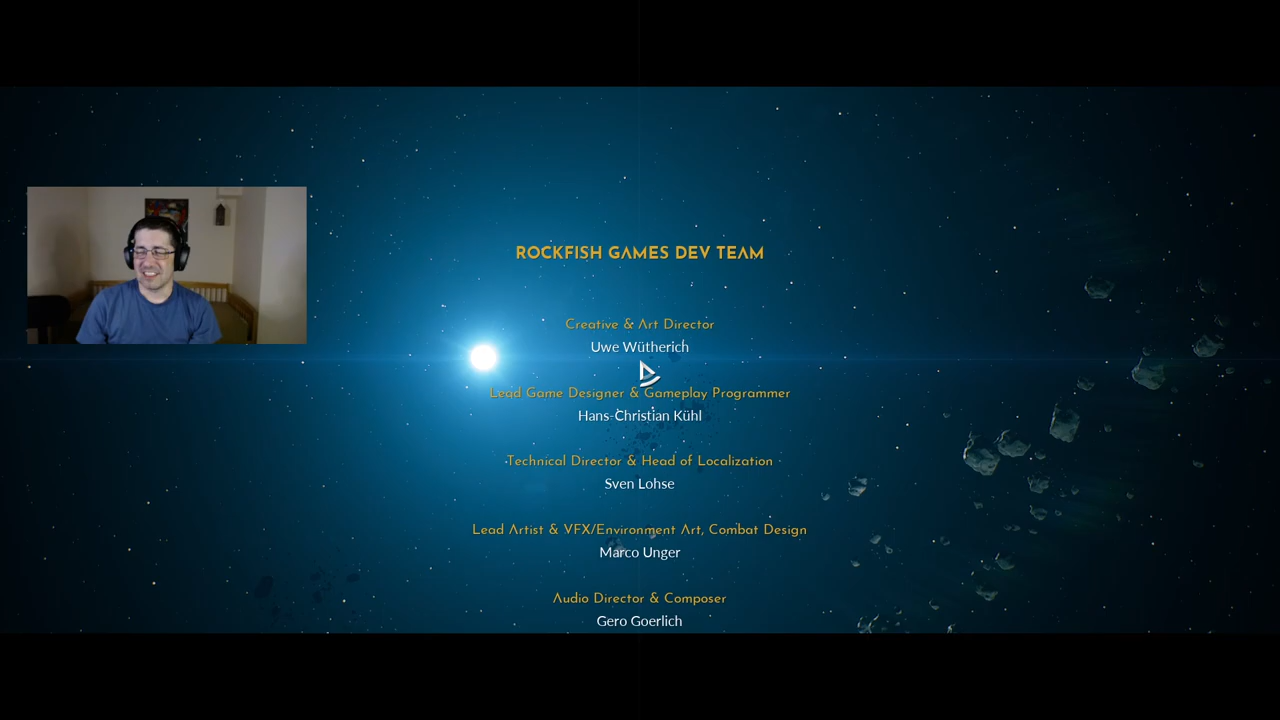 ROCKFISH GAMES DEV TEAM
Creative & Art Director
Uwe Wütherich
Lead Game Designer & Gameplay Programmer
Hans-Christian Kühl
Technical Director & Head of Localization
Sven Lohse
Lead Artist & VFX/Environment Art, Combat Design
Marco Unger
Audio Director & Composer
Gero Goerlich